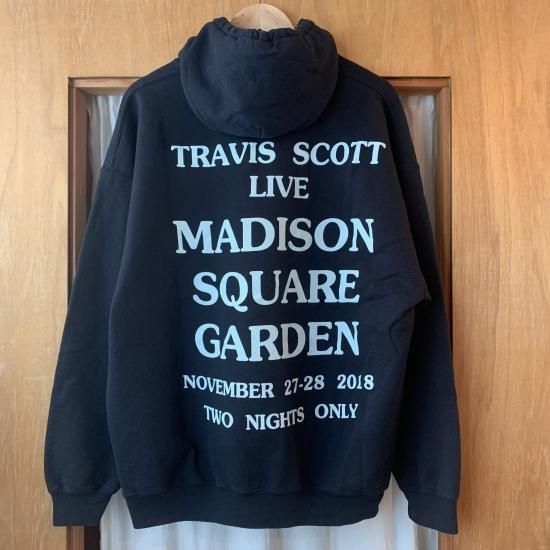 TRAVIS SCOTT
LIVE
MADISON
SQUARE
GARDEN
NOVEMBER 27-28 2018
TWO NIGHTS ONLY